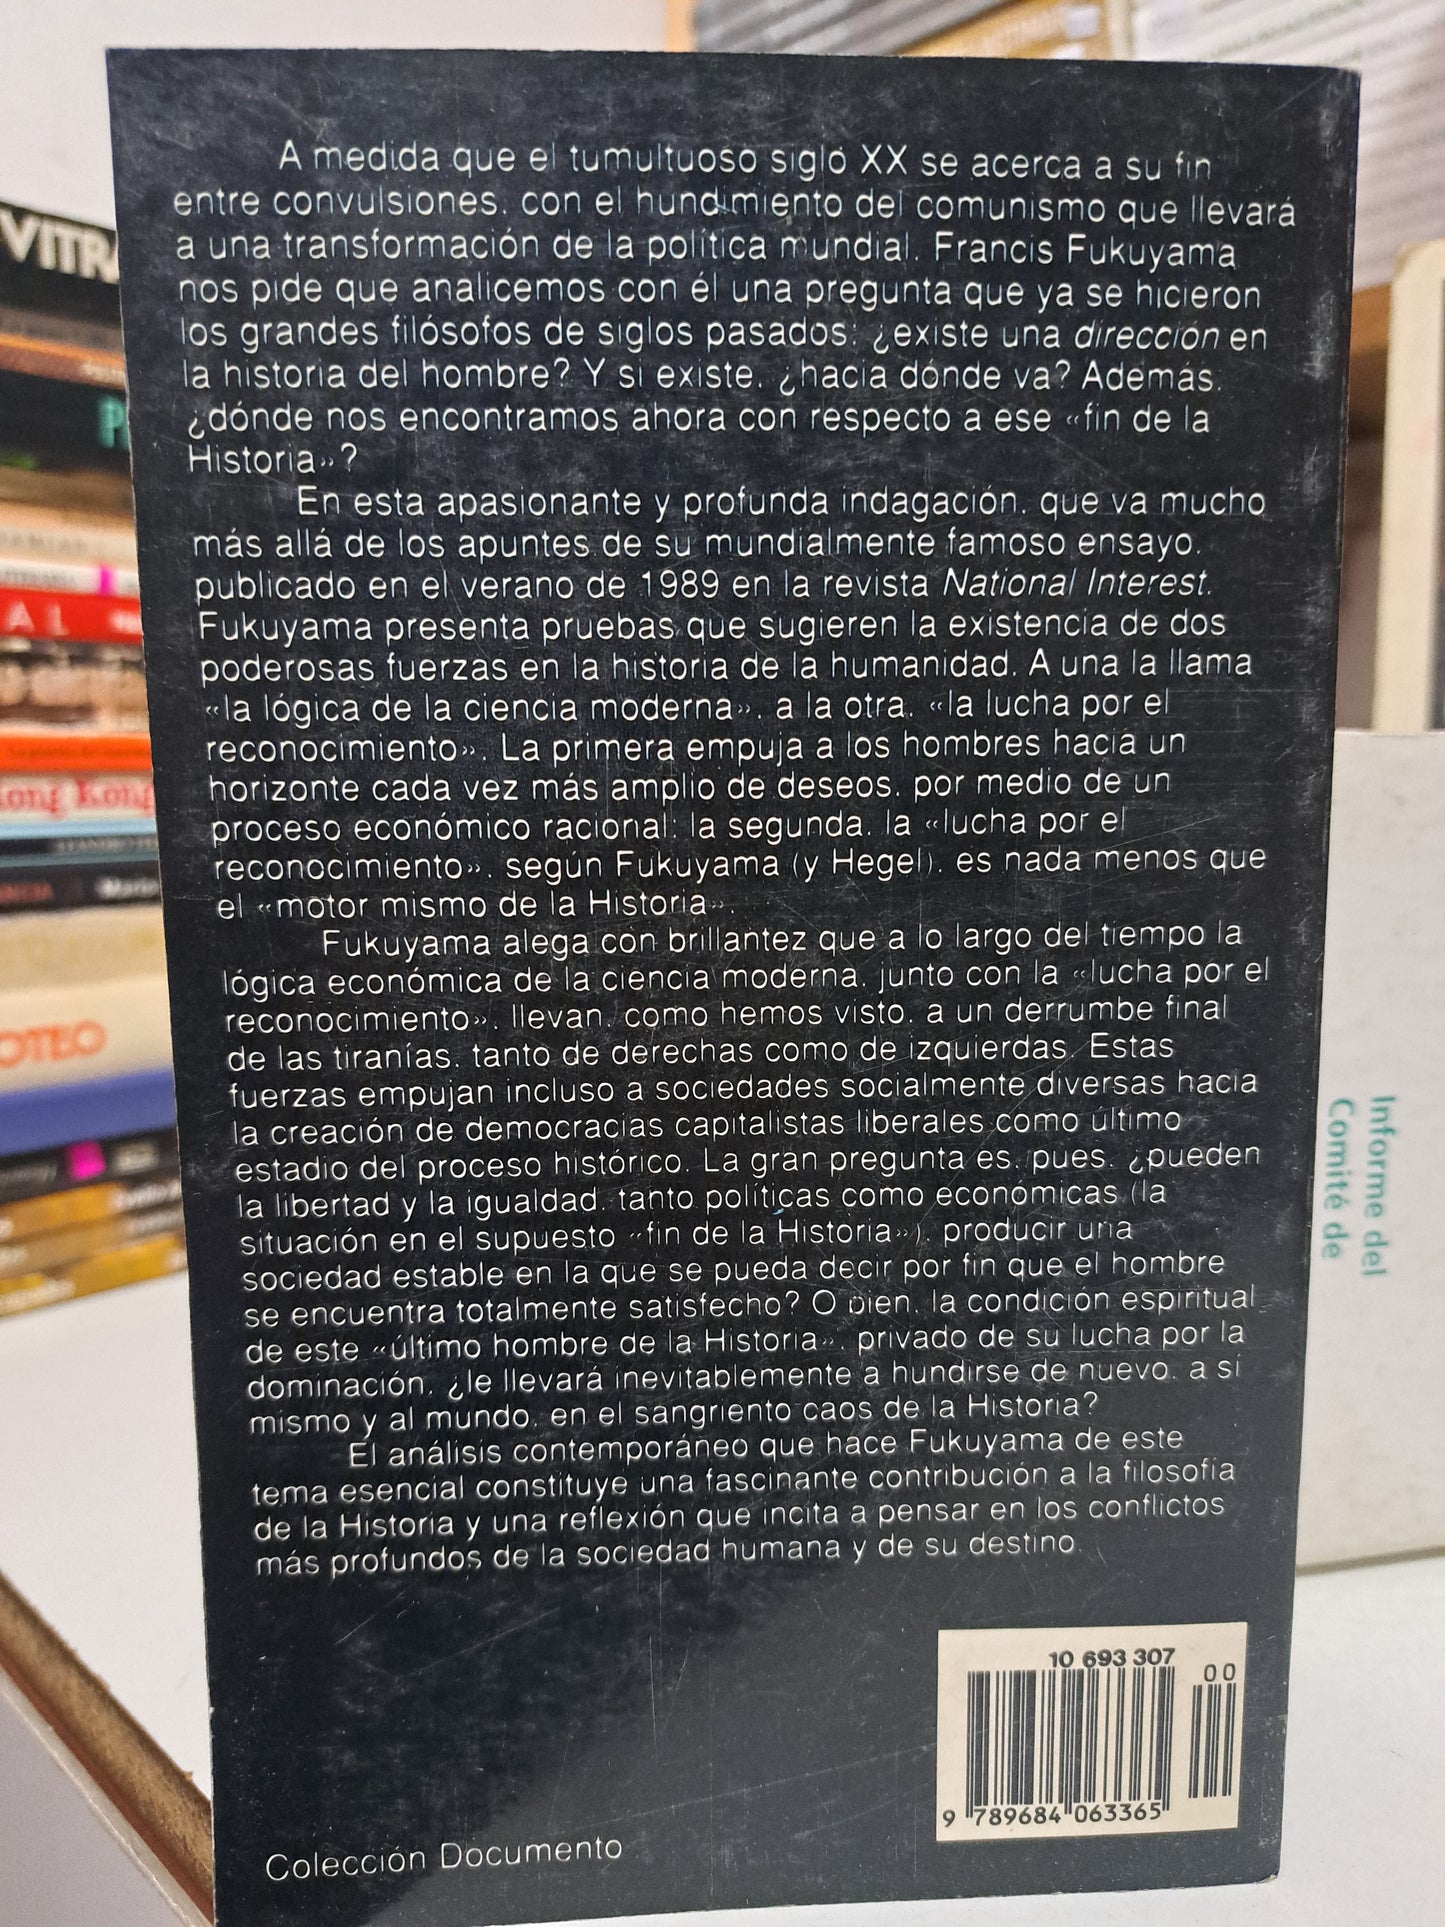 A medida que el tumultuoso siglo XX se acerca a su fin
entre convulsiones, con el hundimiento del comunismo que llevará
a una transformación de la política mundial, Francis Fukuyama
nos pide que analicemos con él una pregunta que ya se hicieron
los grandes filósofos de siglos pasados: ¿existe una dirección en
la historia del hombre? Y si existe, ¿hacia dónde va? Además:
¿dónde nos encontramos ahora con respecto a ese «fin de la
Historia»?
En esta apasionante y profunda indagación, que va mucho
más allá de los apuntes de su mundialmente famoso ensayo,
publicado en el verano de 1989 en la revista National Interest,
Fukuyama presenta pruebas que sugieren la existencia de dos
poderosas fuerzas en la historia de la humanidad. A una la llama
«la lógica de la ciencia moderna», a la otra, «la lucha por el
reconocimiento». La primera empuja a los hombres hacia un
horizonte cada vez más amplio de deseos, por medio de un
proceso económico racional; la segunda, la «lucha por el
reconocimiento», según Fukuyama (y Hegel), es nada menos que
el «motor mismo de la Historia».
Fukuyama alega con brillantez que a lo largo del tiempo la
lógica económica de la ciencia moderna, junto con la «lucha por el
reconocimiento», llevan, como hemos visto, a un derrumbe final
de las tiranías, tanto de derechas como de izquierdas. Estas
fuerzas empujan incluso a sociedades socialmente diversas hacia
la creación de democracias capitalistas liberales como último
estadio del proceso histórico. La gran pregunta es, pues, ¿pueden
la libertad y la igualdad, tanto políticas como económicas (la
situación en el supuesto «fin de la Historia»), producir una
sociedad estable en la que se pueda decir por fin que el hombre
se encuentra totalmente satisfecho? O bien, la condición espiritual
de este «último hombre de la Historia», privado de su lucha por la
dominación, ¿le llevará inevitablemente a hundirse de nuevo, a sí
mismo y al mundo, en el sangriento caos de la Historia?
El análisis contemporáneo que hace Fukuyama de este
tema esencial constituye una fascinante contribución a la filosofía
de la Historia y una reflexión que incita a pensar en los conflictos
más profundos de la sociedad humana y de su destino.
10 693 307
00
9 789684 063365
Colección Documento
Informe del
Comité de
VITRA
Hong Kong
OTEO